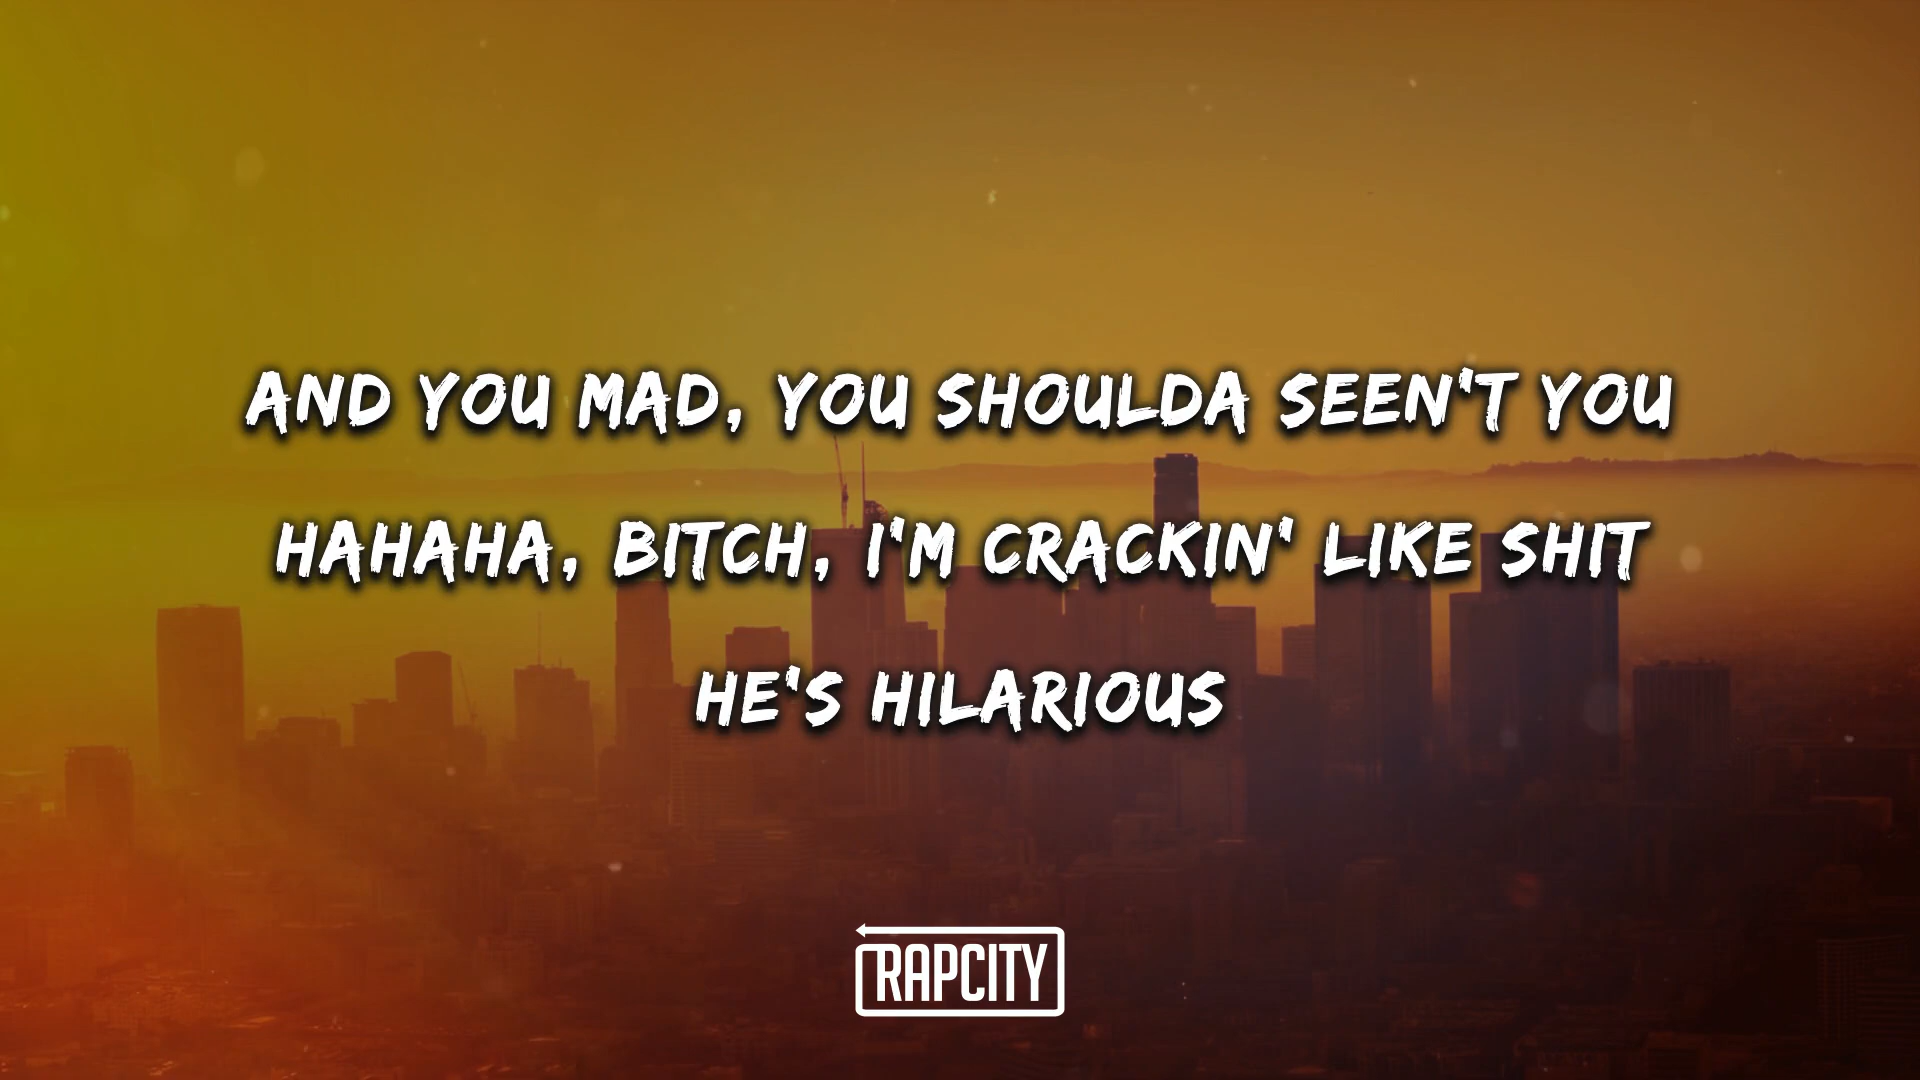 AND YOU MAD, YOU SHOULDA SEEN'T YOU
HAHAHA, BITCH, I'M CRACKIN' LIKE SHIT
HE'S HILARIOUS
RAPCITY